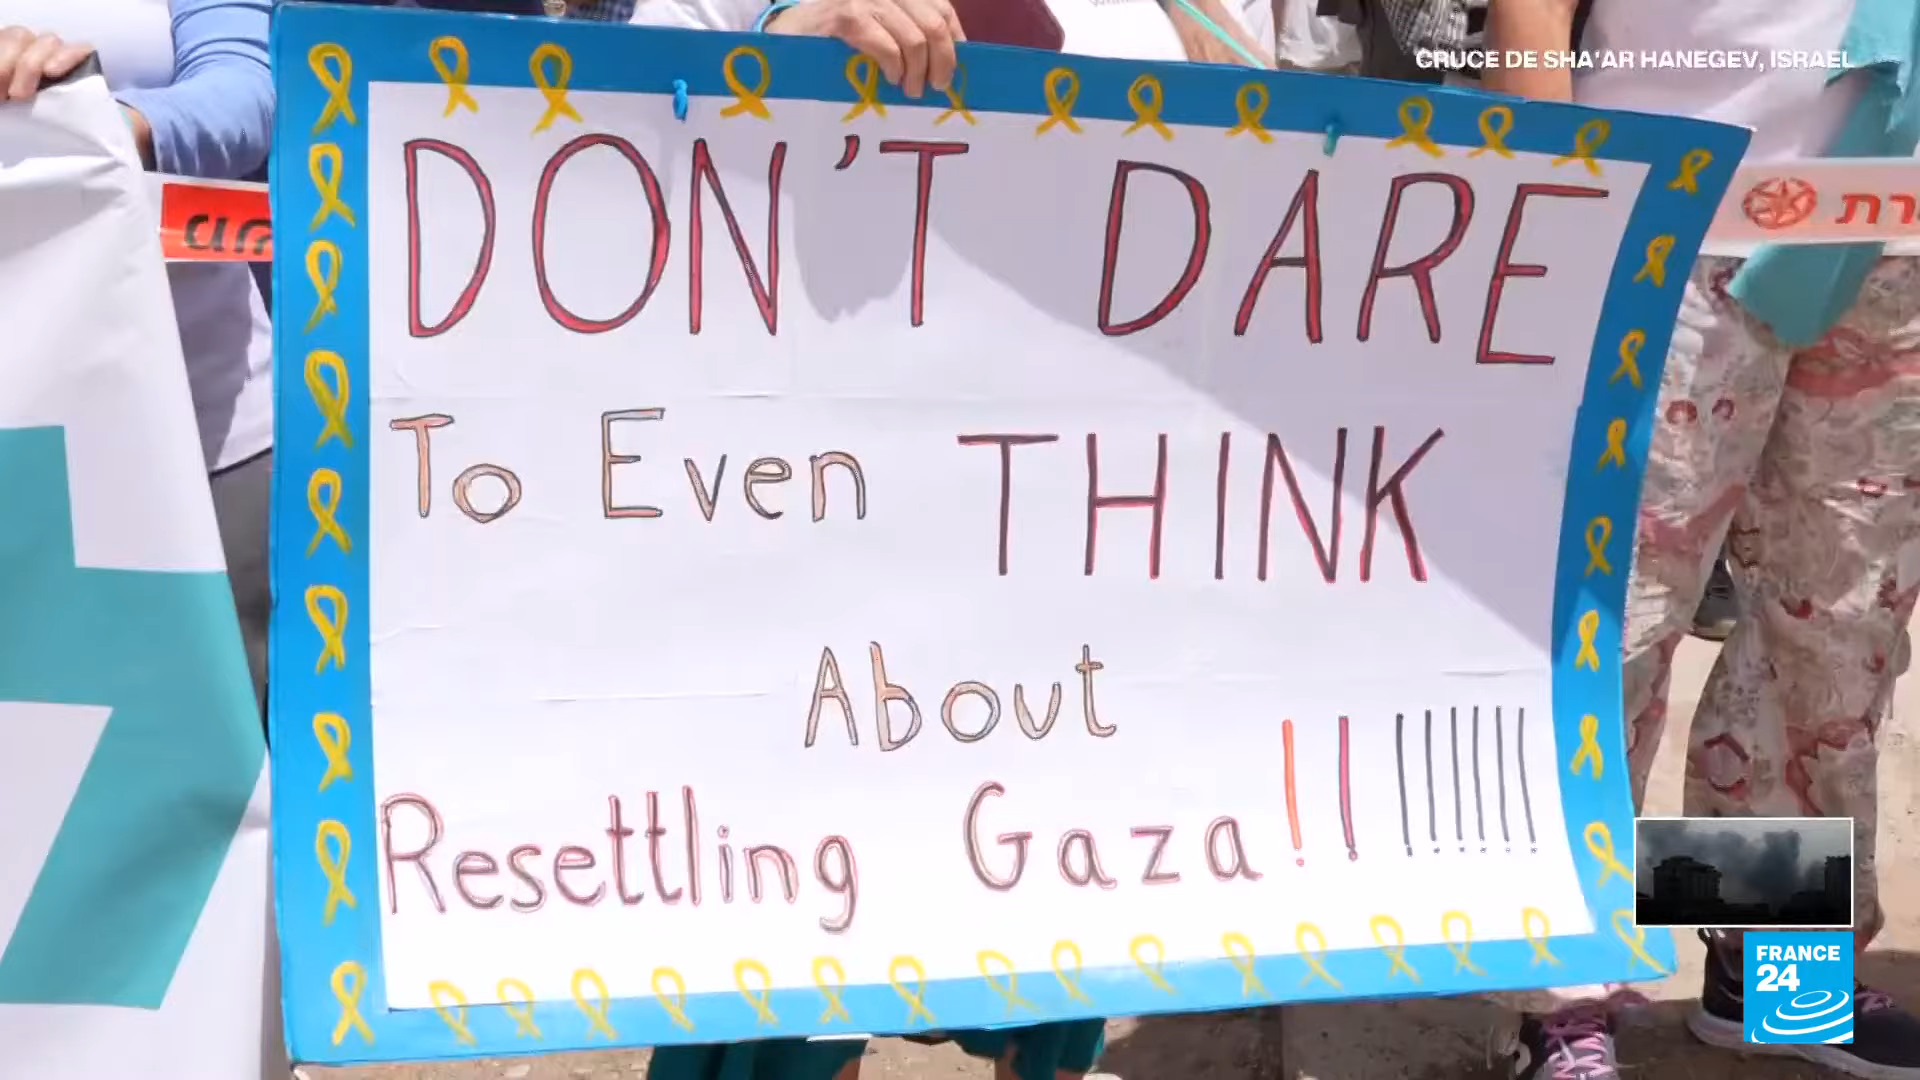 CRUCE DE SHA'AR HANEGEV, ISRAEL
DON'T DARE
To Even THINK
About
Resettling Gaza!!!!!!!!
FRANCE
24